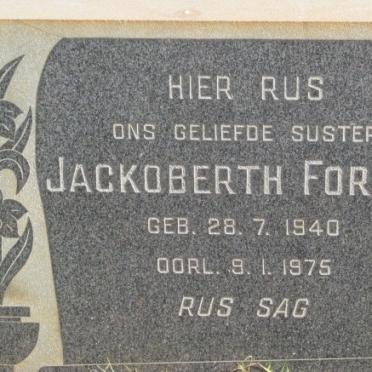 HIER RUS
ONS GELIEFDE SUSTER
JACKOBERTH FOR
GEB. 28. 7. 1940
OORL. 9. 1. 1975
RUS SAG